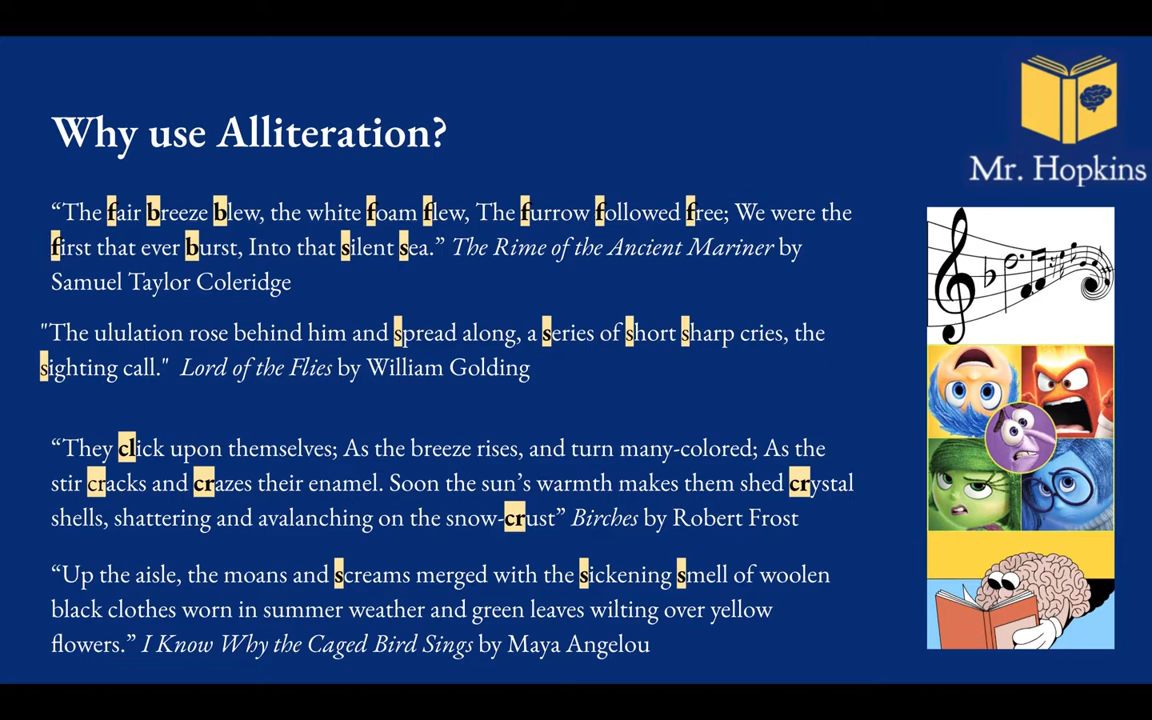 Why use Alliteration?
Mr. Hopkins
“The fair breeze blew, the white foam flew, The furrow followed free; We were the
first that ever burst, Into that silent sea.” The Rime of the Ancient Mariner by
Samuel Taylor Coleridge
"The ululation rose behind him and spread along, a series of short sharp cries, the
sighting call." Lord of the Flies by William Golding
“They click upon themselves; As the breeze rises, and turn many-colored; As the
stir cracks and crazes their enamel. Soon the sun’s warmth makes them shed crystal
shells, shattering and avalanching on the snow-crust” Birches by Robert Frost
“Up the aisle, the moans and screams merged with the sickening smell of woolen
black clothes worn in summer weather and green leaves wilting over yellow
flowers.” I Know Why the Caged Bird Sings by Maya Angelou